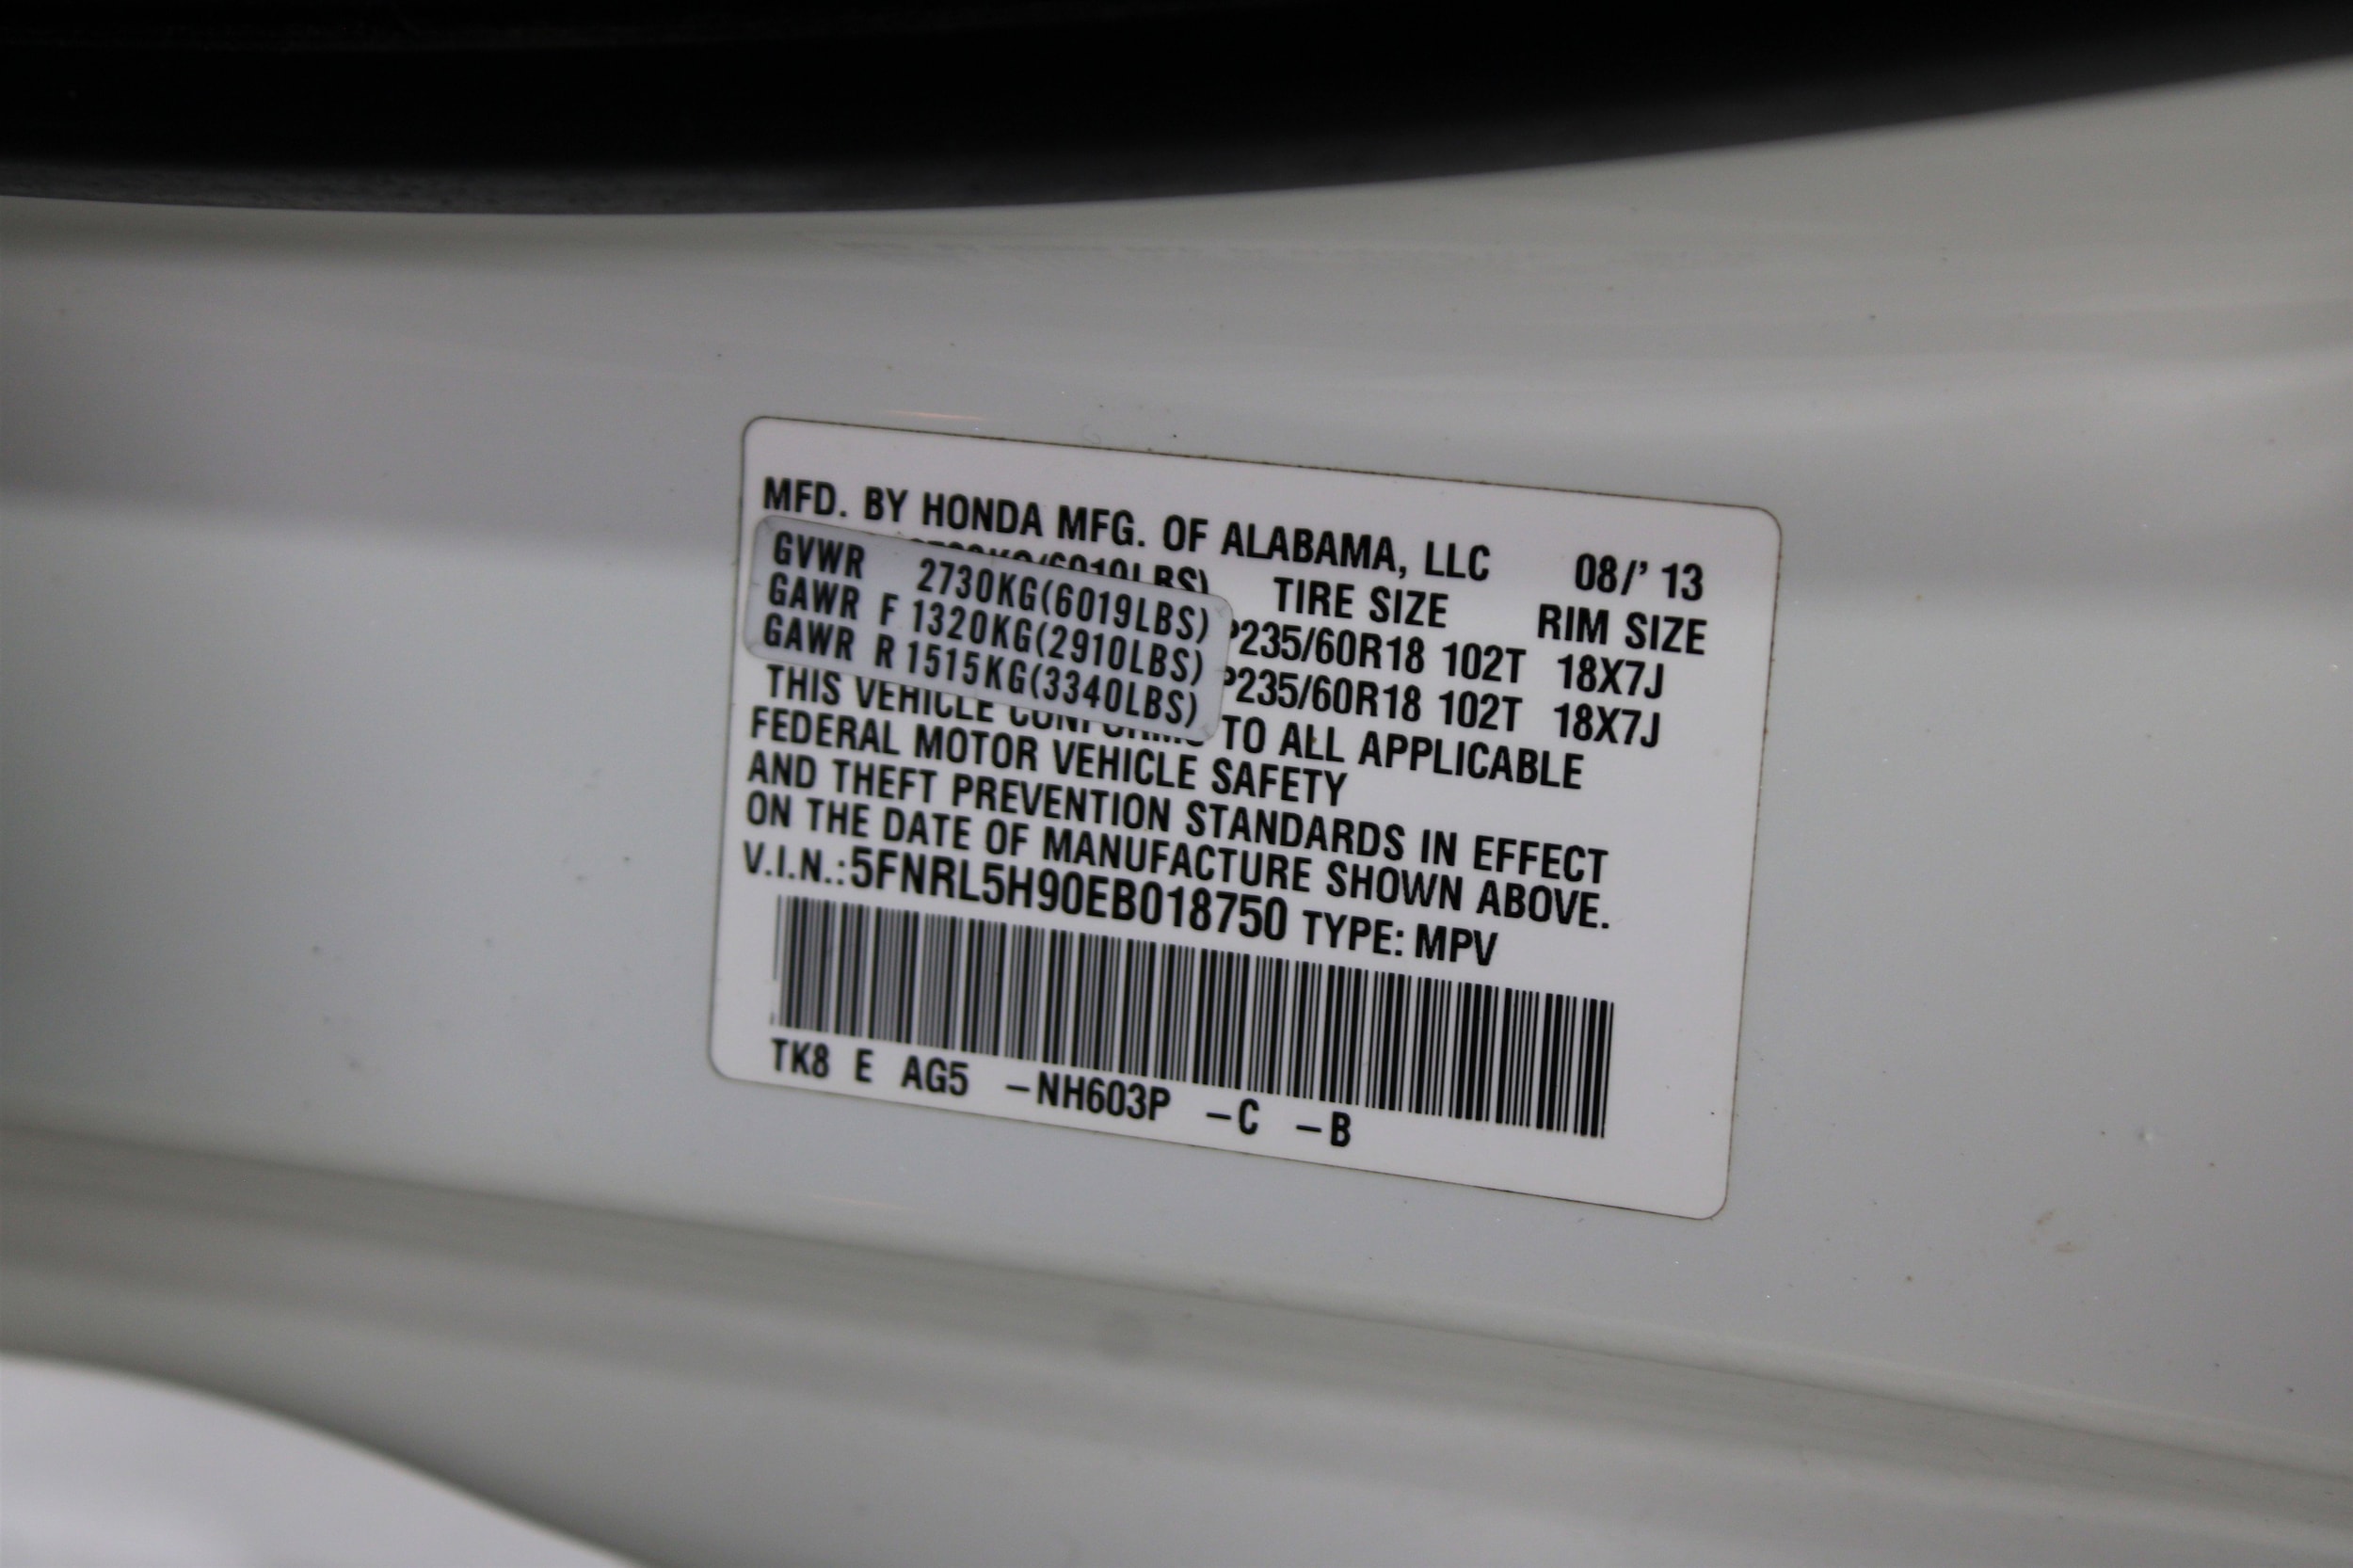 MFD. BY HONDA MFG. OF ALABAMA, LLC 08/' 13
GVWR 2730KG(6019LBS) TIRE SIZE RIM SIZE
GAWR F 1320KG(2910LBS) P235/60R18 102T 18X7J
GAWR R 1515KG(3340LBS) P235/60R18 102T 18X7J
THIS VEHICLE CONFORMS TO ALL APPLICABLE
FEDERAL MOTOR VEHICLE SAFETY
AND THEFT PREVENTION STANDARDS IN EFFECT
ON THE DATE OF MANUFACTURE SHOWN ABOVE.
V.I.N.:5FNRL5H90EB018750 TYPE: MPV
TK8 E AG5 -NH603P -C -B